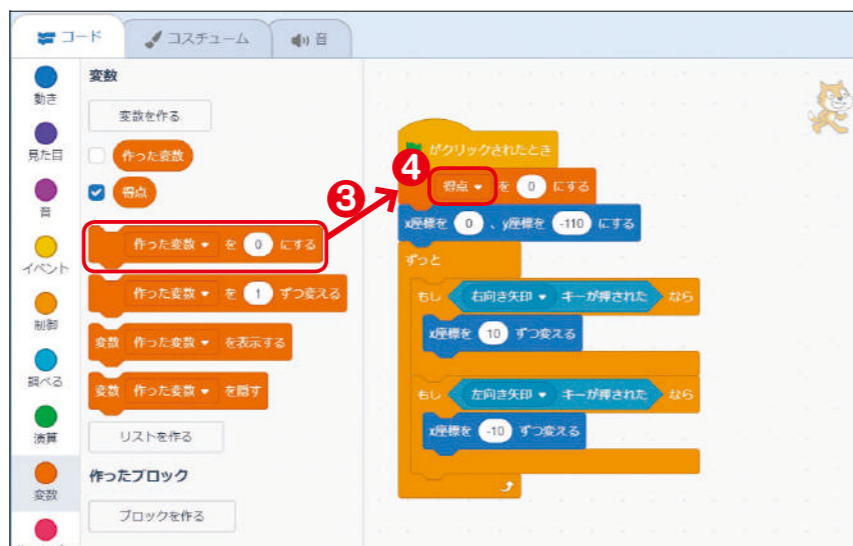 コード コスチューム 音
動き
見た目
音
イベント
制御
調べる
演算
変数
変数
変数を作る
作った変数
得点
作った変数 を 0 にする
作った変数 を 1 ずつ変える
変数 作った変数 を表示する
変数 作った変数 を隠す
リストを作る
作ったブロック
ブロックを作る
❸
❹
がクリックされたとき
得点 を 0 にする
x座標を 0 、y座標を -110 にする
ずっと
もし 右向き矢印 キーが押された なら
x座標を 10 ずつ変える
もし 左向き矢印 キーが押された なら
x座標を -10 ずつ変える